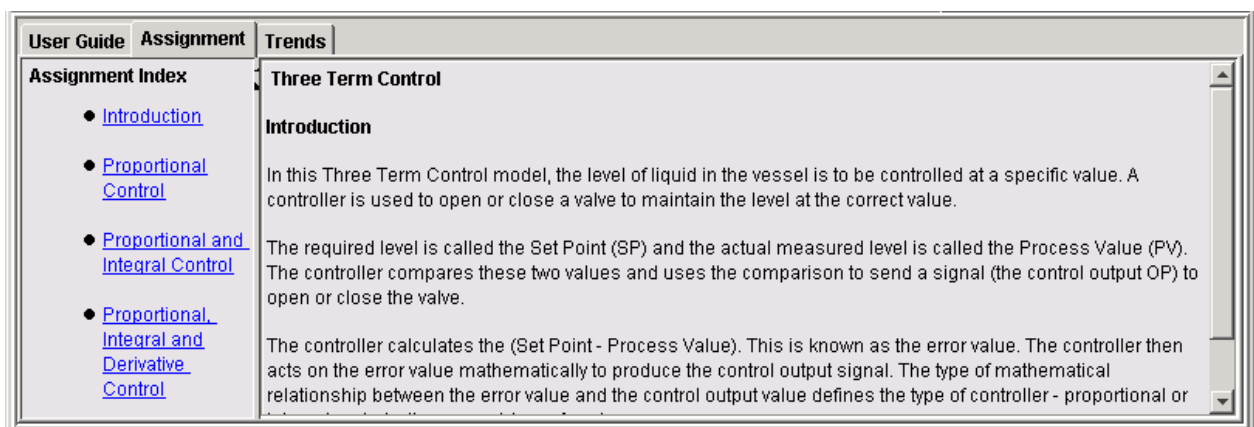 User Guide Assignment Trends
Assignment Index
Introduction
Proportional
Control
Proportional and
Integral Control
Proportional,
Integral and
Derivative
Control
Three Term Control
Introduction
In this Three Term Control model, the level of liquid in the vessel is to be controlled at a specific value. A
controller is used to open or close a valve to maintain the level at the correct value.
The required level is called the Set Point (SP) and the actual measured level is called the Process Value (PV).
The controller compares these two values and uses the comparison to send a signal (the control output OP) to
open or close the valve.
The controller calculates the (Set Point - Process Value). This is known as the error value. The controller then
acts on the error value mathematically to produce the control output signal. The type of mathematical
relationship between the error value and the control output value defines the type of controller - proportional or